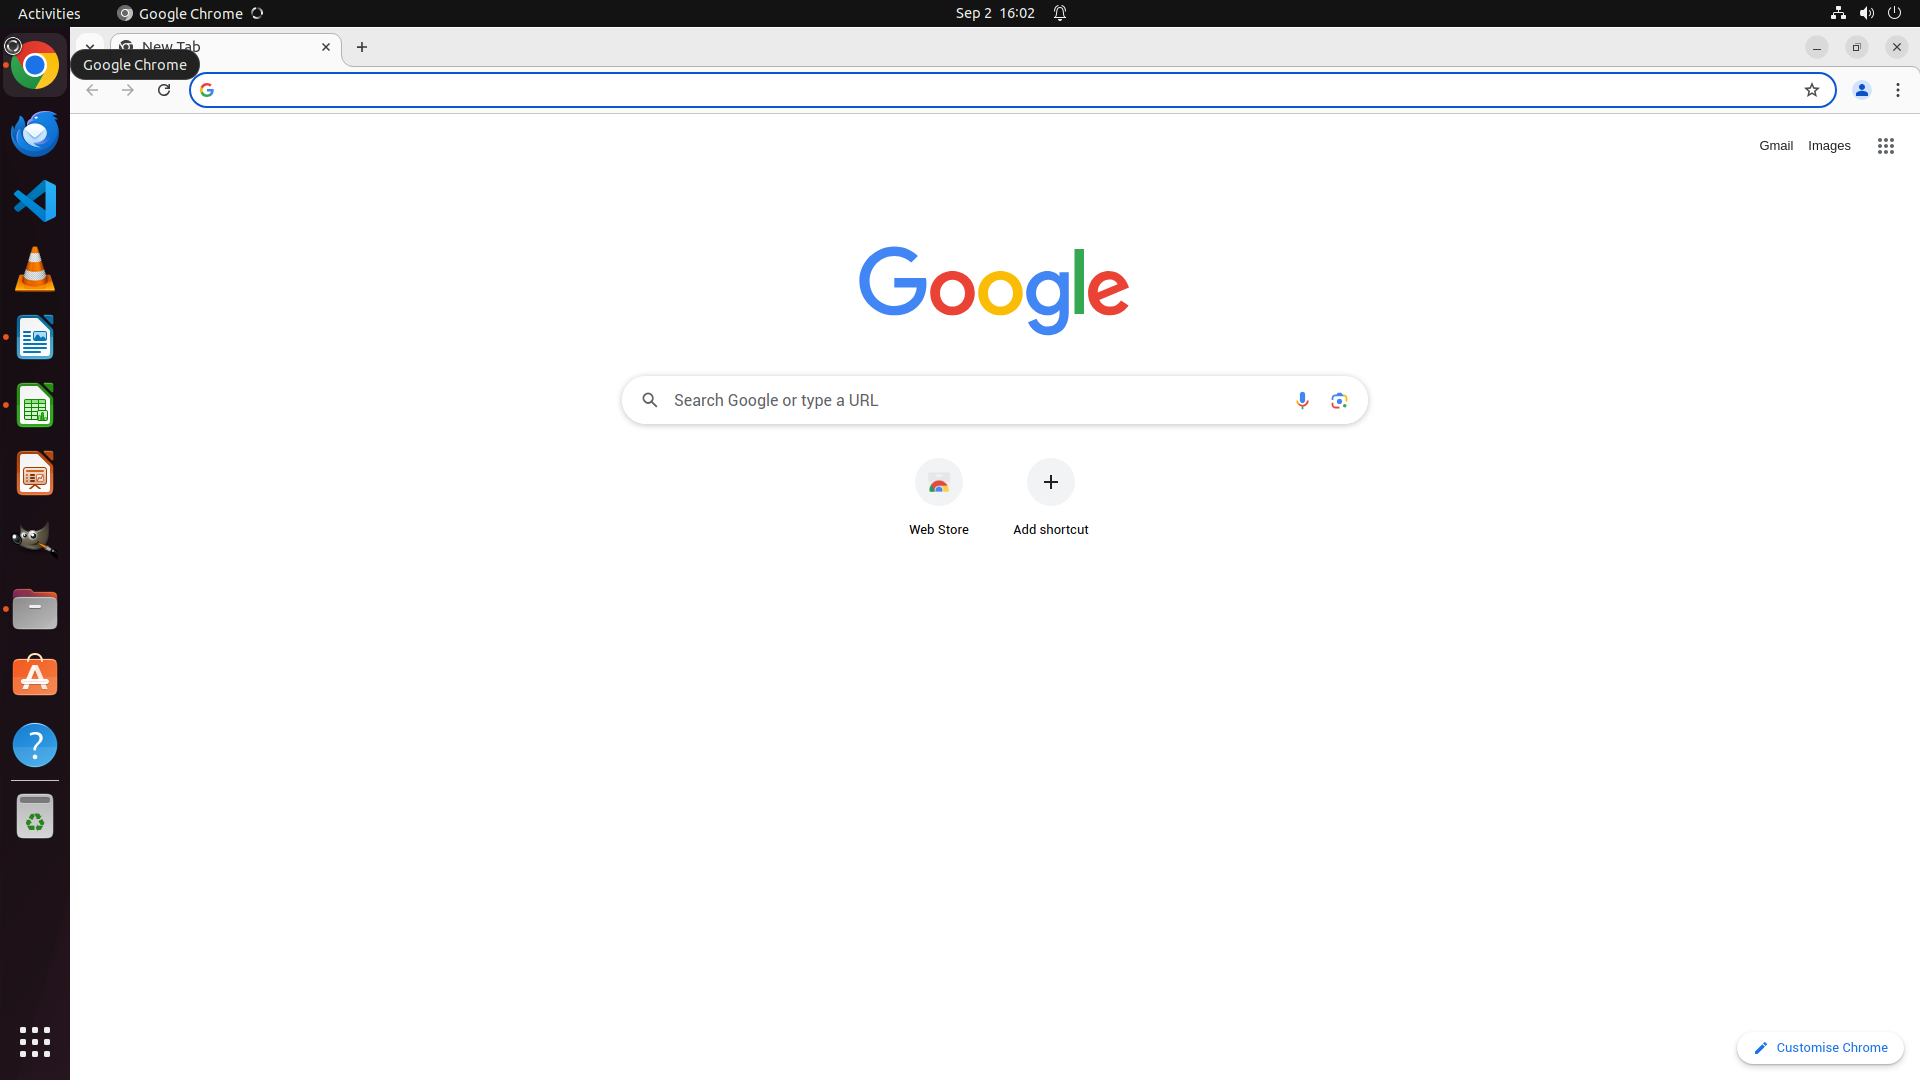 Activities
Google Chrome
Sep 2 16:02
New Tab
Google Chrome
Gmail
Images
Google
Search Google or type a URL
Web Store
Add shortcut
Customise Chrome